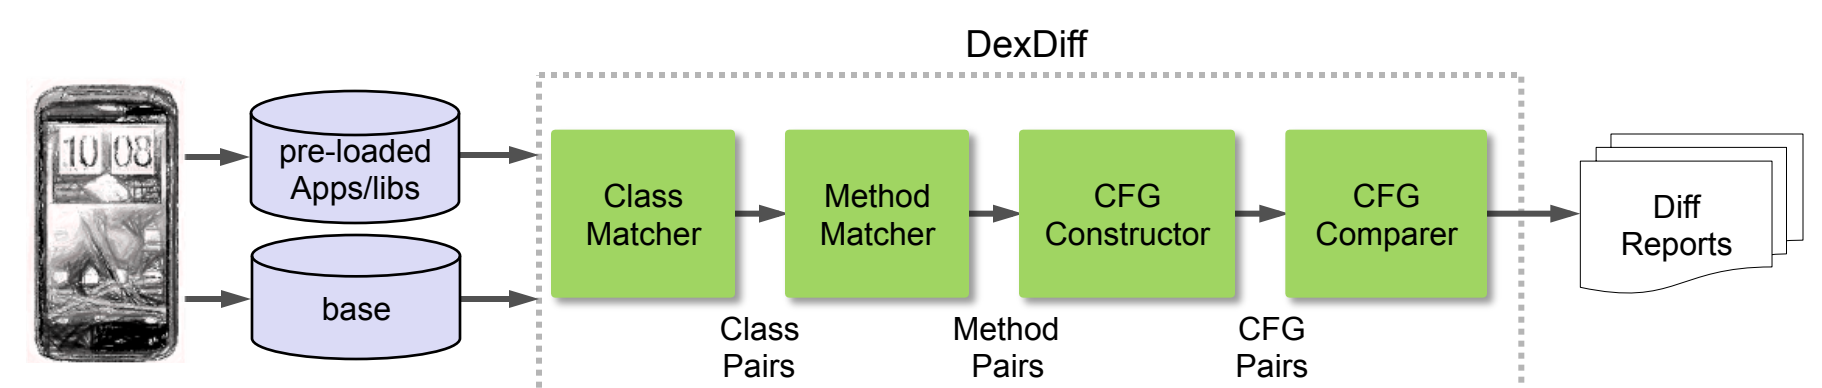 DexDiff
10 08
pre-loaded
Apps/libs
base
Class
Matcher
Method
Matcher
CFG
Constructor
CFG
Comparer
Diff
Reports
Class
Pairs
Method
Pairs
CFG
Pairs